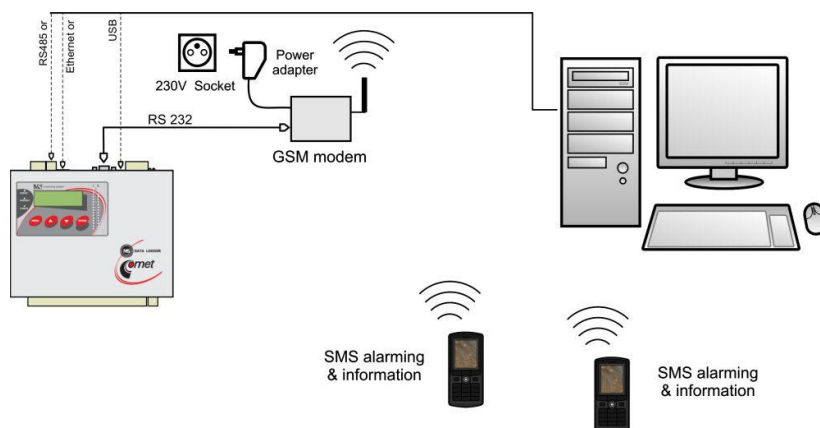 RS485 or
Ethernet or
USB
Power
adapter
230V Socket
RS 232
GSM modem
DATA LOGGER
Comet
SMS alarming
& information
SMS alarming
& information